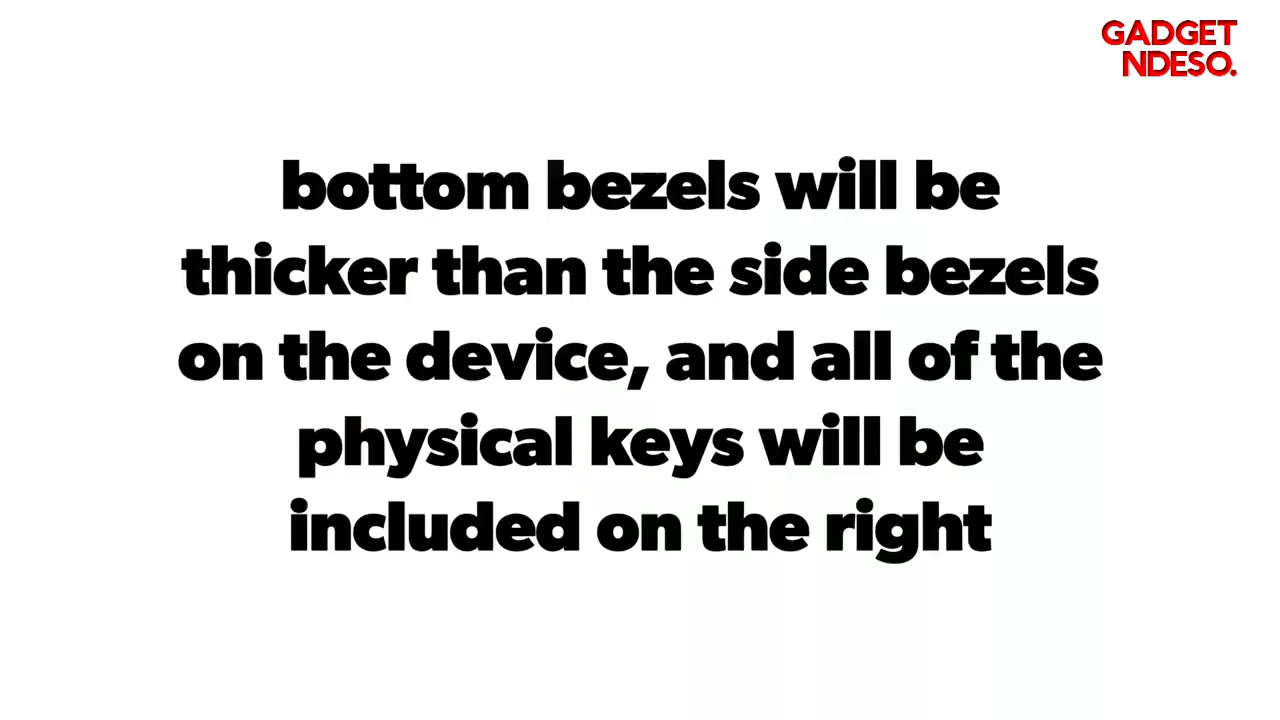 GADGET
NDESO.
bottom bezels will be
thicker than the side bezels
on the device, and all of the
physical keys will be
included on the right